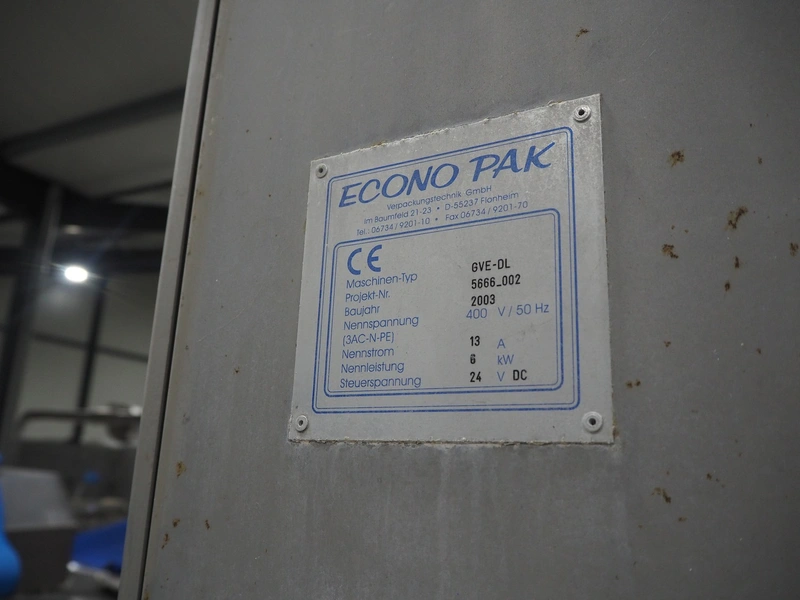 ECONO PAK
Verpackungstechnik GmbH
im Baumfeld 21-23 • D-55237 Flonheim
Tel.: 06734 / 9201-10 • Fax 06734 / 9201-70
CE
Maschinen-Typ GVE-DL
Projekt-Nr. 5666_002
Baujahr 2003
Nennspannung 400 V / 50 Hz
(3AC-N-PE)
Nennstrom 13 A
Nennleistung 6 kW
Steuerspannung 24 V DC